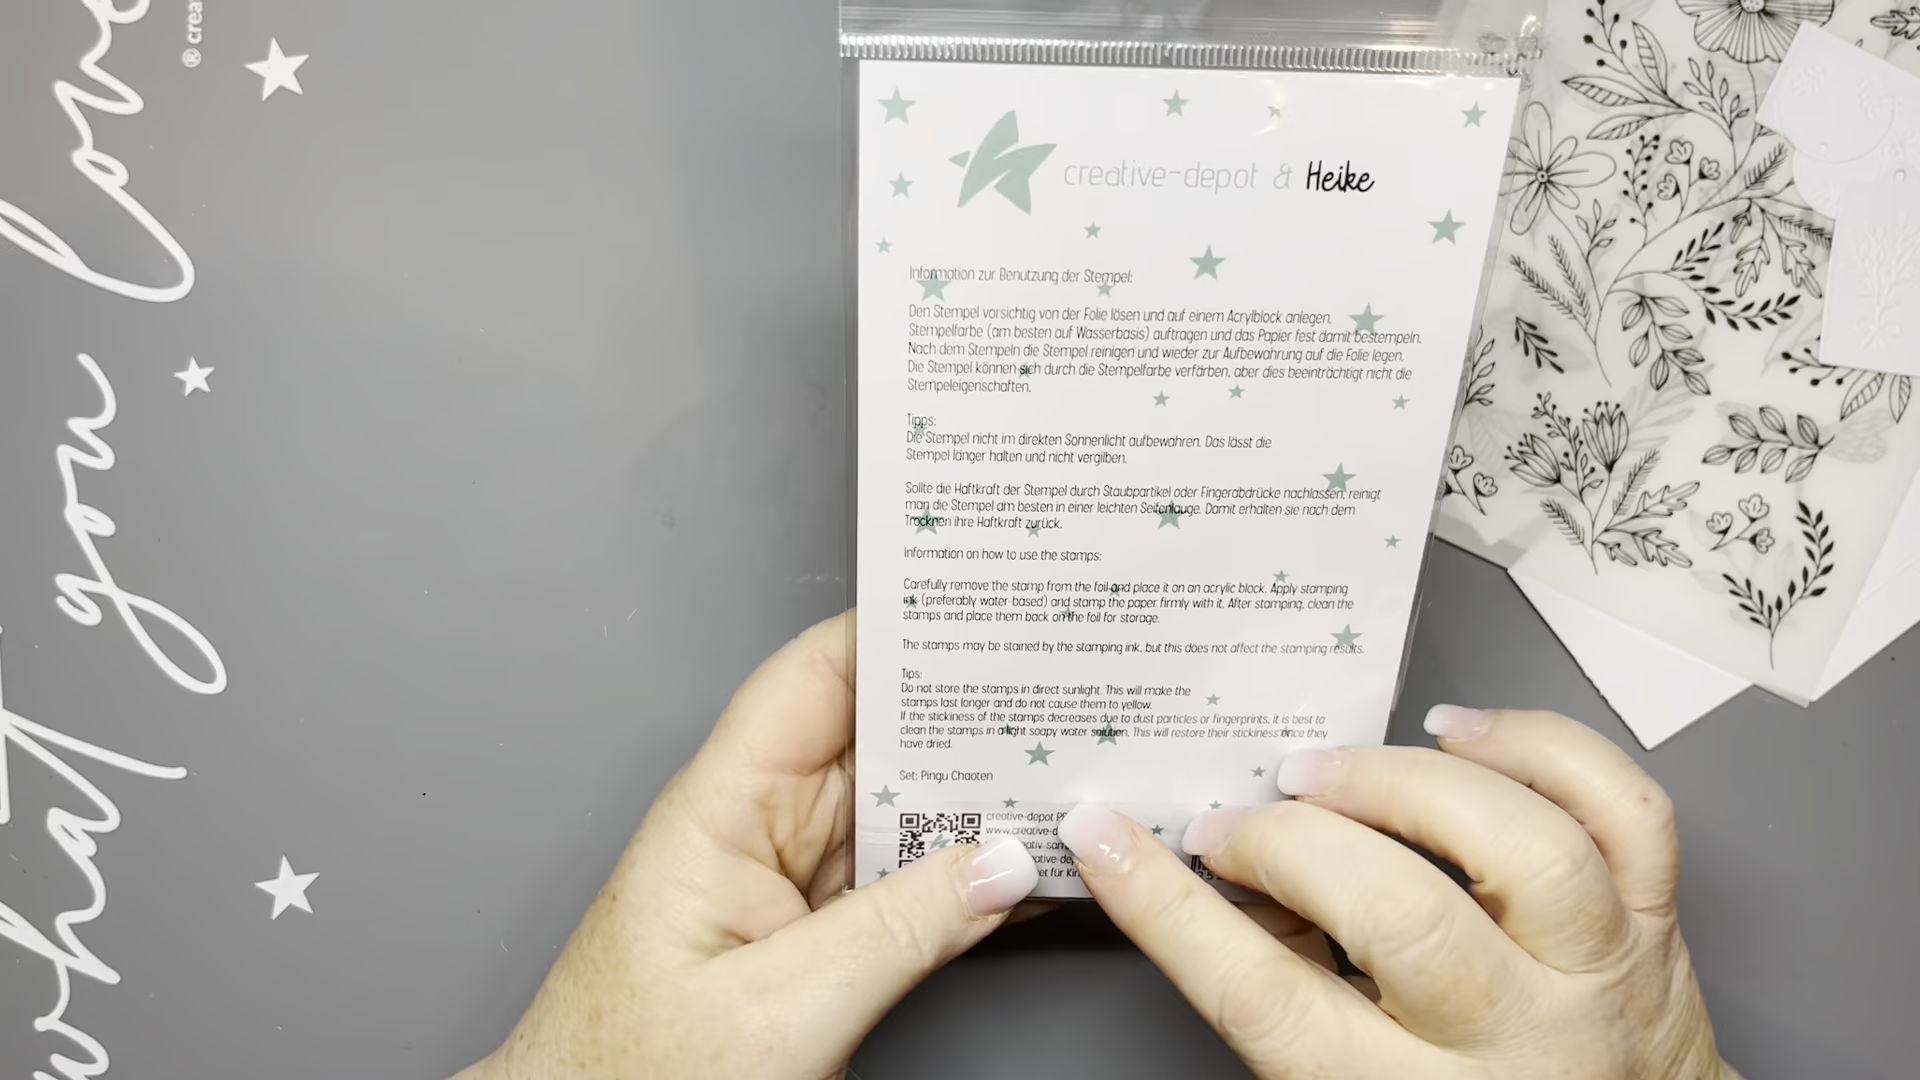 what you love
® crea
creative-depot & Heike
Information zur Benutzung der Stempel:
Den Stempel vorsichtig von der Folie lösen und auf einem Acrylblock anlegen.
Stempelfarbe (am besten auf Wasserbasis) auftragen und das Papier fest damit bestempeln.
Nach dem Stempeln die Stempel reinigen und wieder zur Aufbewahrung auf die Folie legen.
Die Stempel können sich durch die Stempelfarbe verfärben, aber dies beeinträchtigt nicht die
Stempeleigenschaften.
Tipps:
Die Stempel nicht im direkten Sonnenlicht aufbewahren. Das lässt die
Stempel länger halten und nicht vergilben.
Sollte die Haftkraft der Stempel durch Staubpartikel oder Fingerabdrücke nachlassen, reinigt
man die Stempel am besten in einer leichten Seifenlauge. Damit erhalten sie nach dem
Trocknen ihre Haftkraft zurück.
Information on how to use the stamps:
Carefully remove the stamp from the foil and place it on an acrylic block. Apply stamping
ink (preferably water-based) and stamp the paper firmly with it. After stamping, clean the
stamps and place them back on the foil for storage.
The stamps may be stained by the stamping ink, but this does not affect the stamping results.
Tips:
Do not store the stamps in direct sunlight. This will make the
stamps last longer and do not cause them to yellow.
If the stickiness of the stamps decreases due to dust particles or fingerprints, it is best to
clean the stamps in a light soapy water solution. This will restore their stickiness once they
have dried.
Set: Pingu Chaoten
creative-depot
www.creative-d
für